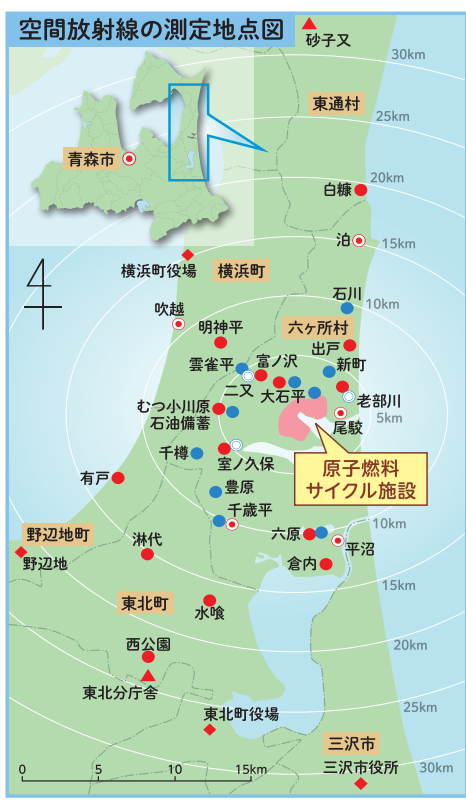 空間放射線の測定地点図
砂子又
30km
東通村
25km
青森市
20km
白糠
泊
15km
横浜町役場
横浜町
石川
10km
吹越
明神平
六ヶ所村
出戸
雲雀平
富ノ沢
新町
二又
大石平
老部川
むつ小川原
石油備蓄
尾駮
5km
千樽
室ノ久保
原子燃料
サイクル施設
有戸
豊原
千歳平
10km
野辺地町
野辺地
淋代
六原
平沼
倉内
15km
東北町
水喰
西公園
20km
東北分庁舎
東北町役場
25km
三沢市
三沢市役所
30km
0 5 10 15km